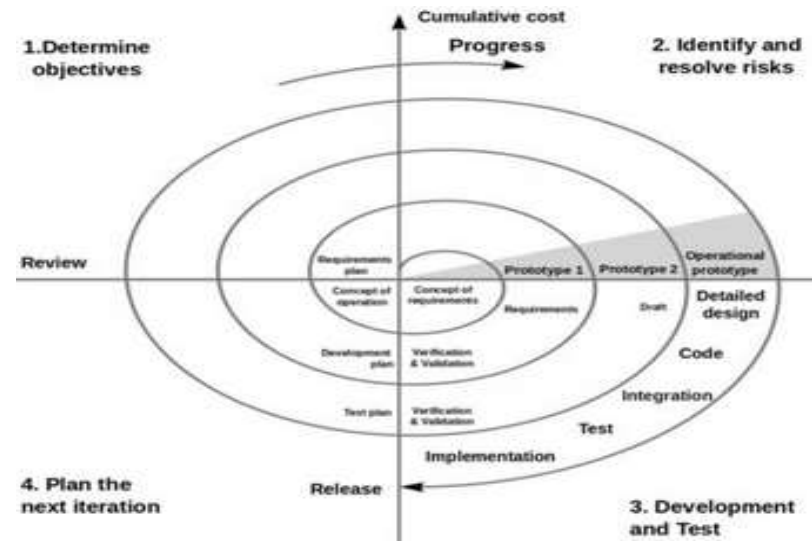 Cumulative cost
1.Determine
objectives
Progress
2. Identify and
resolve risks
Review
Requirements
plan
Prototype 1
Prototype 2
Operational
prototype
Concept of
operation
Concept of
requirements
Requirements
Draft
Detailed
design
Development
plan
Verification
& Validation
Code
Integration
Test plan
Verification
& Validation
Test
Implementation
4. Plan the
next iteration
Release
3. Development
and Test